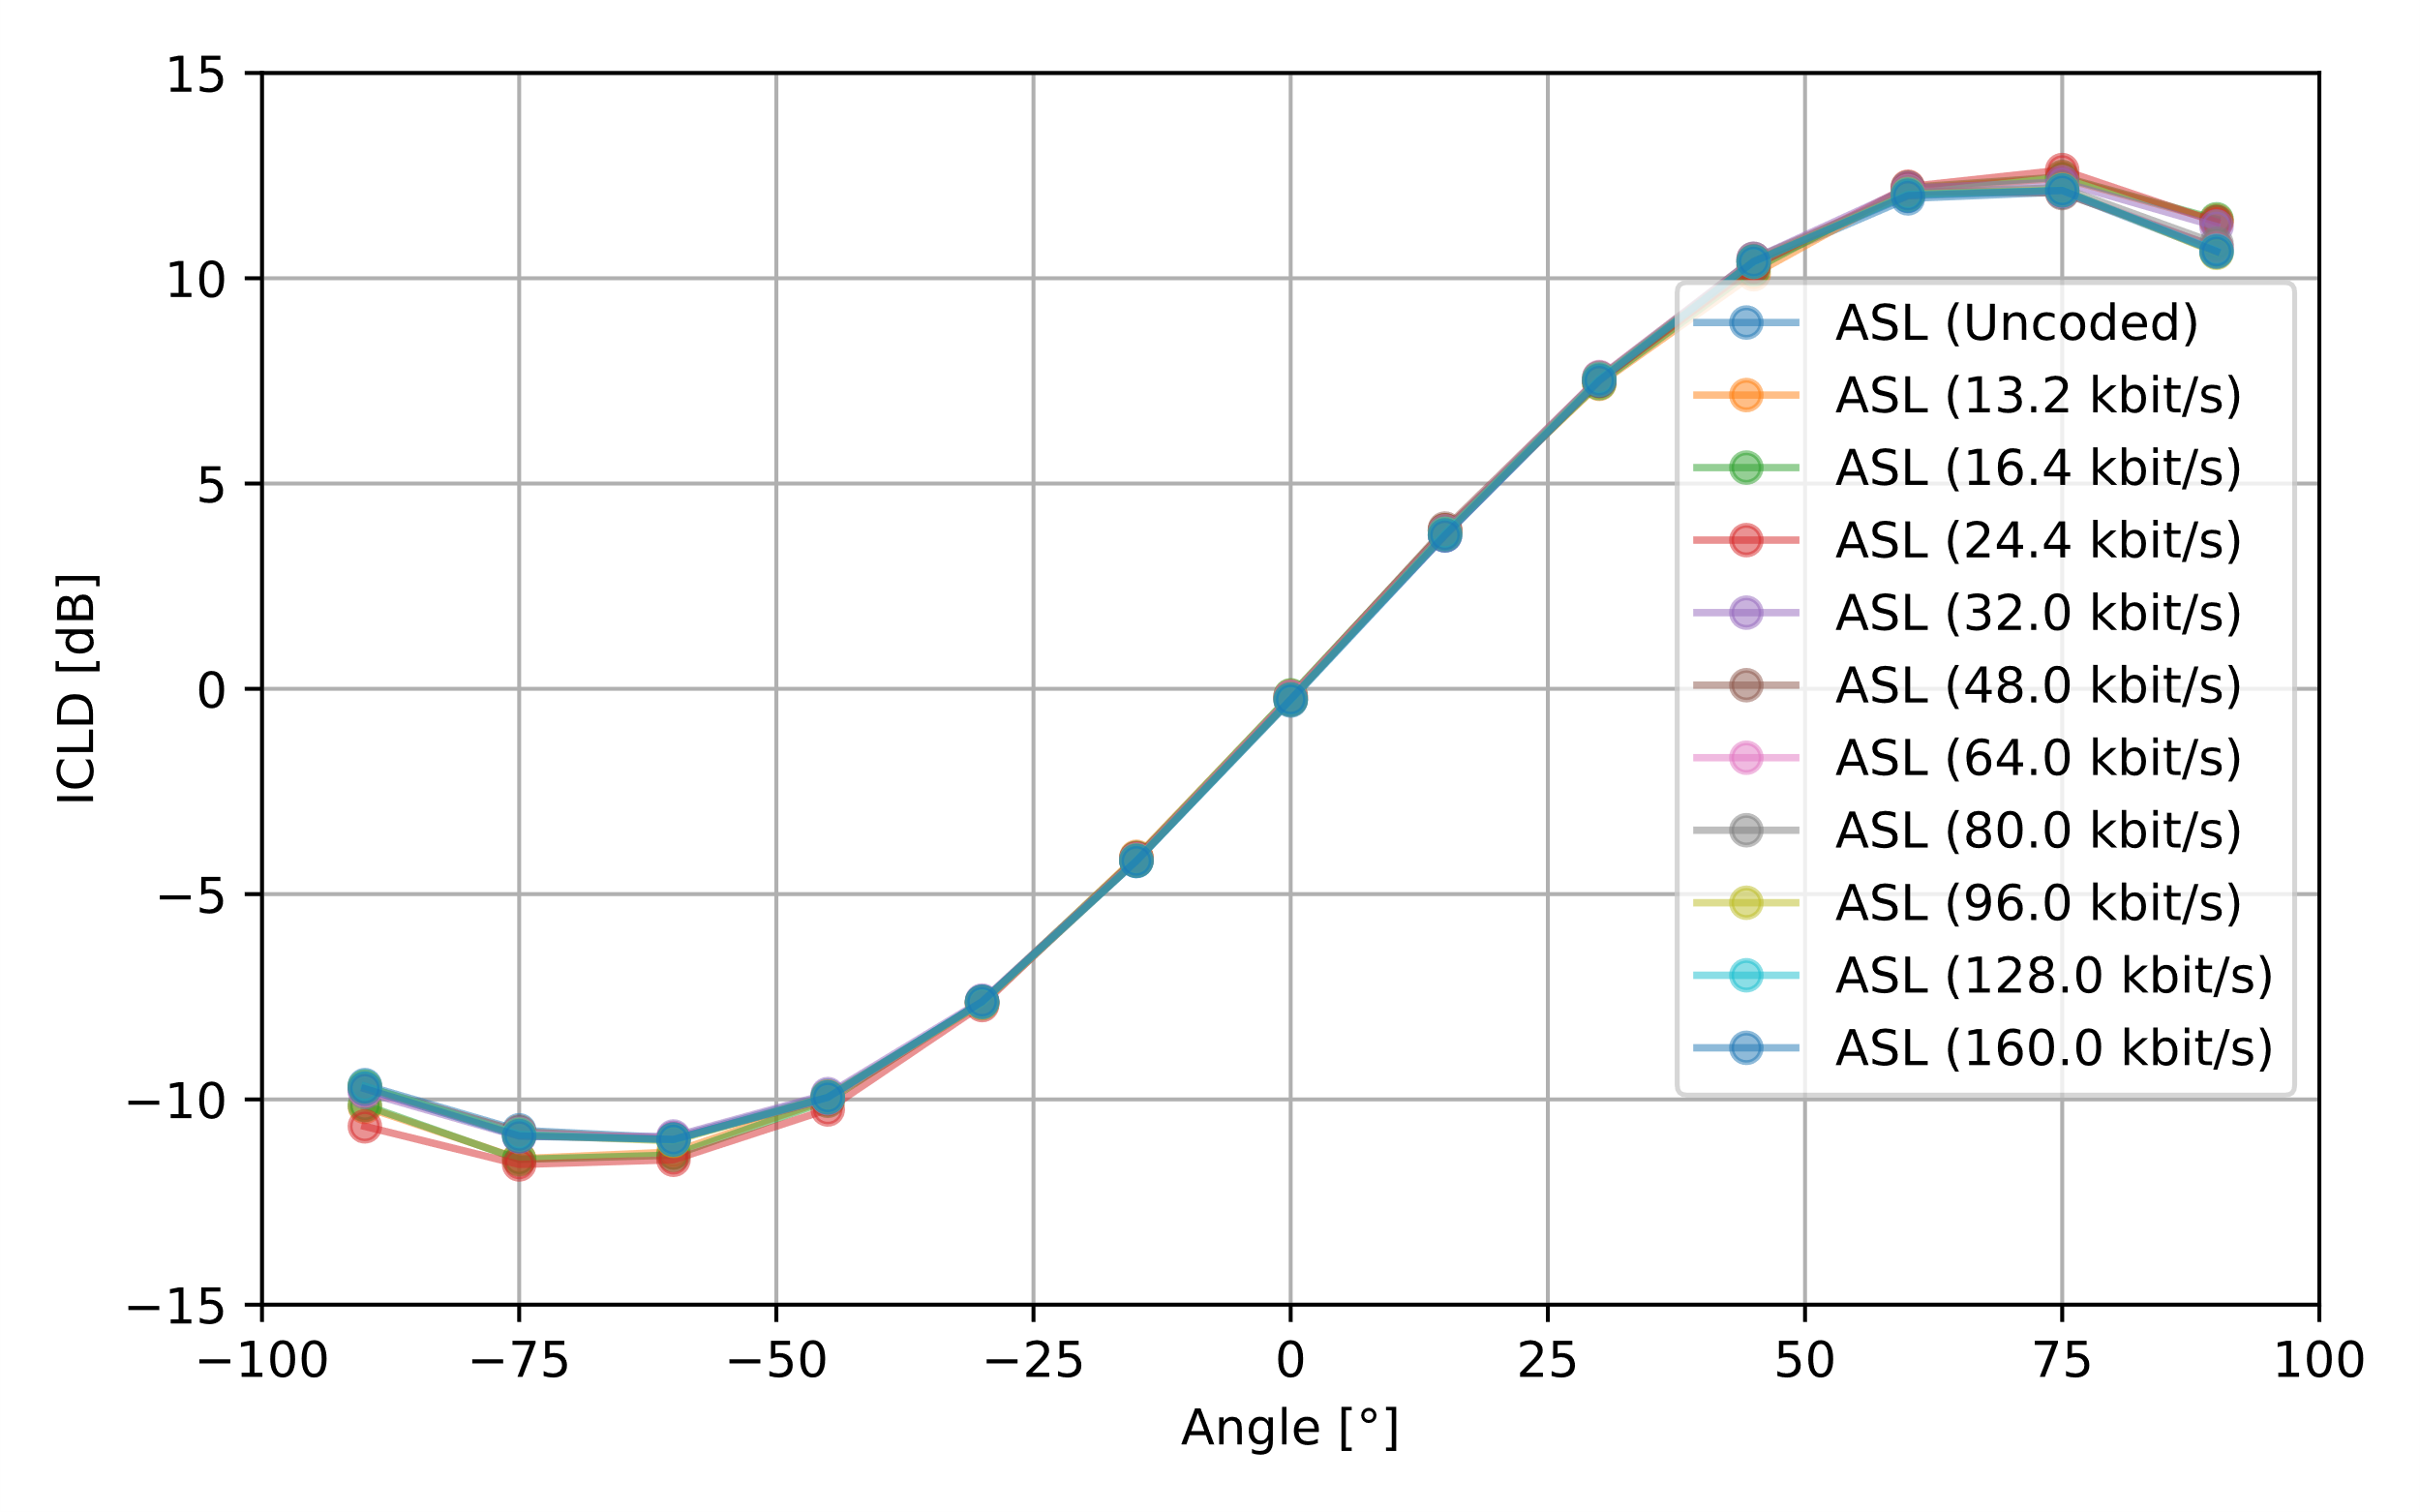 15
10
5
0
−5
−10
−15
ICLD [dB]
ASL (Uncoded)
ASL (13.2 kbit/s)
ASL (16.4 kbit/s)
ASL (24.4 kbit/s)
ASL (32.0 kbit/s)
ASL (48.0 kbit/s)
ASL (64.0 kbit/s)
ASL (80.0 kbit/s)
ASL (96.0 kbit/s)
ASL (128.0 kbit/s)
ASL (160.0 kbit/s)
−100 −75 −50 −25 0 25 50 75 100
Angle [°]